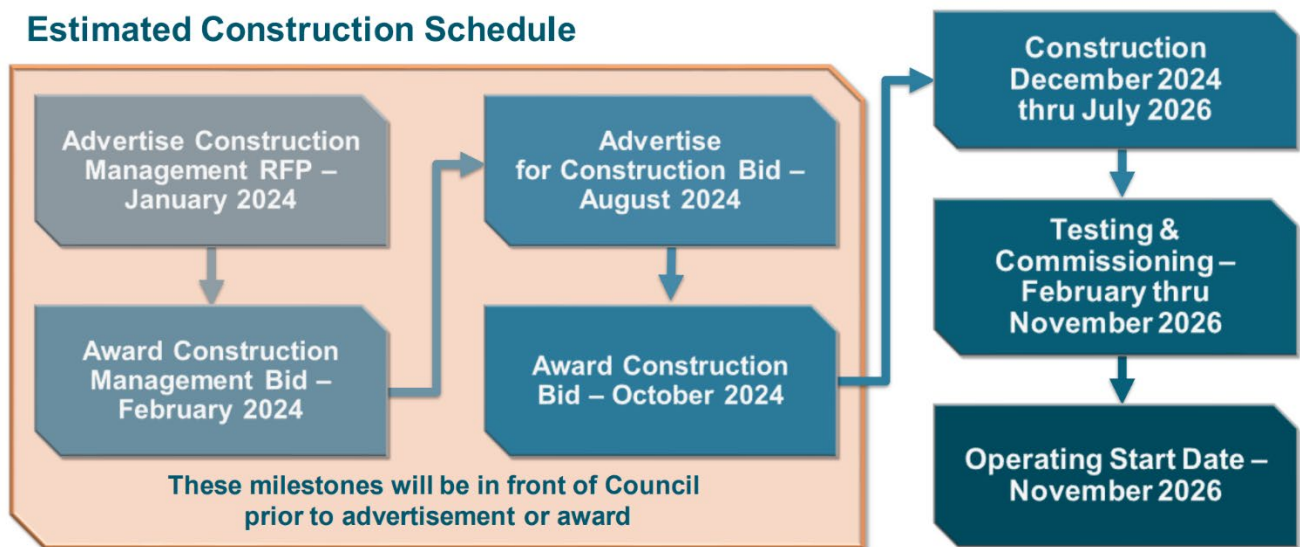 Estimated Construction Schedule
Advertise Construction
Management RFP –
January 2024
Award Construction
Management Bid –
February 2024
Advertise
for Construction Bid –
August 2024
Award Construction
Bid – October 2024
These milestones will be in front of Council
prior to advertisement or award
Construction
December 2024
thru July 2026
Testing &
Commissioning –
February thru
November 2026
Operating Start Date –
November 2026